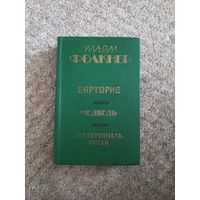 УИЛЬЯМ
ФОЛКНЕР
САРТОРИС
МЕДВЕДЬ
ОСКВЕРНИТЕЛЬ
ПРАХА